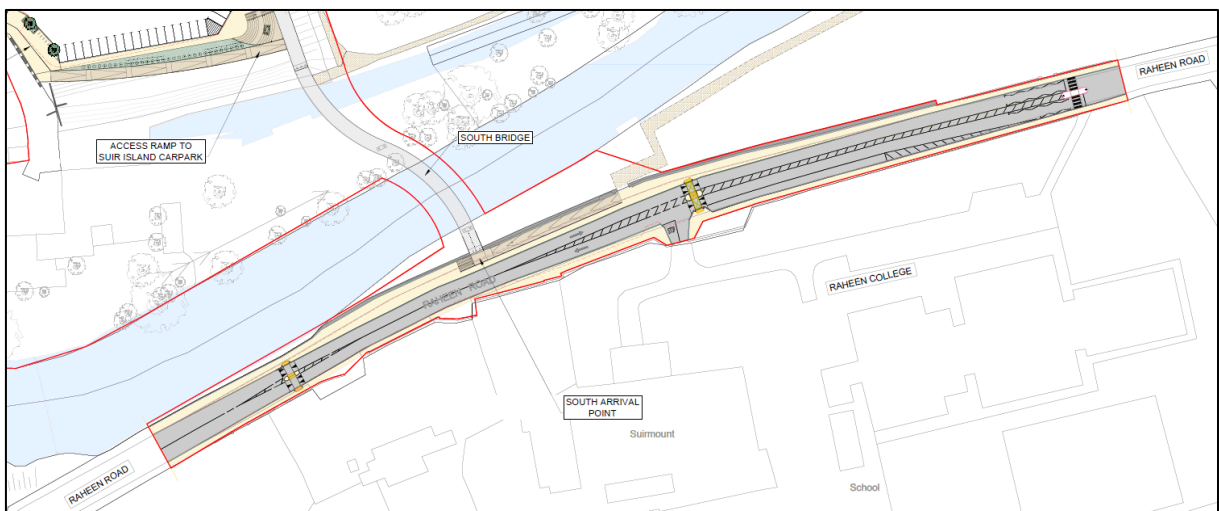 RAHEEN ROAD
ACCESS RAMP TO
SUIR ISLAND CARPARK
SOUTH BRIDGE
RAHEEN COLLEGE
RAHEEN ROAD
SOUTH ARRIVAL
POINT
Suirmount
RAHEEN ROAD
School